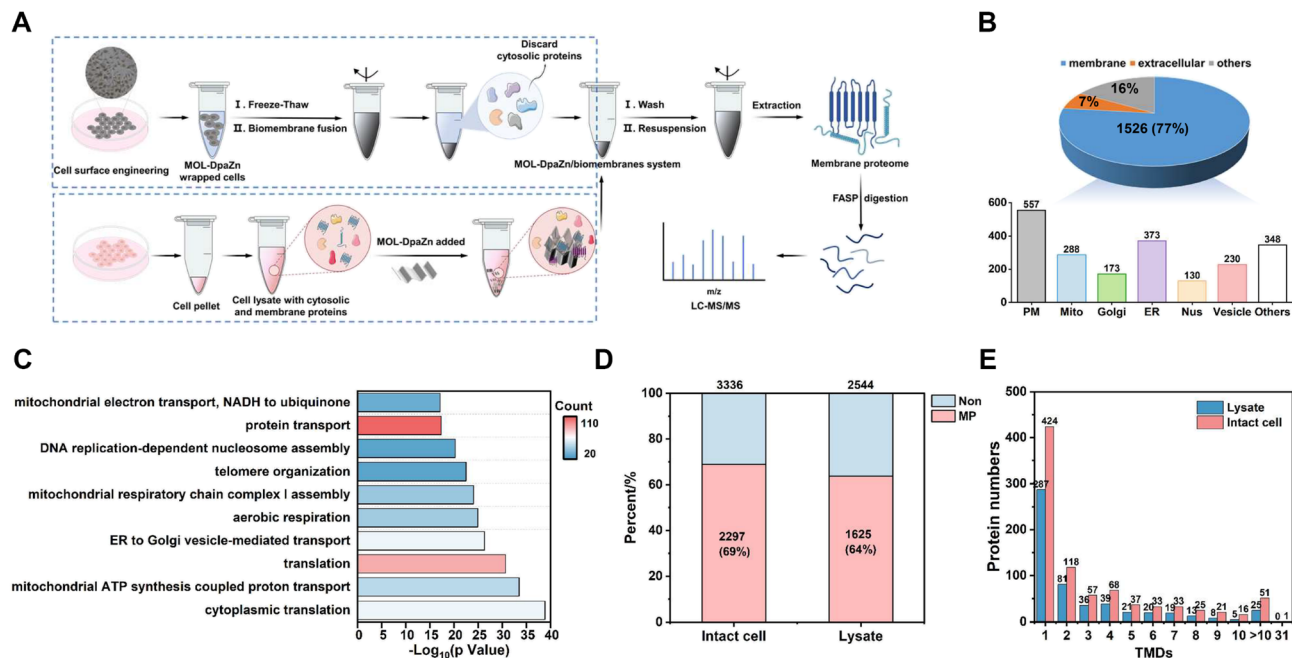 A
Discard
cytosolic proteins
I . Freeze-Thaw
II. Biomembrane fusion
I . Wash
II. Resuspension
Extraction
Cell surface engineering
MOL-DpaZn
wrapped cells
MOL-DpaZn/biomembranes system
Membrane proteome
FASP digestion
MOL-DpaZn added
Cell pellet
Cell lysate with cytosolic
and membrane proteins
m/z
LC-MS/MS
B
membrane extracellular others
16%
7%
1526 (77%)
600
400
200
0
557
288
173
373
130
230
348
PM Mito Golgi ER Nus Vesicle Others
C
mitochondrial electron transport, NADH to ubiquinone
protein transport
DNA replication-dependent nucleosome assembly
telomere organization
mitochondrial respiratory chain complex I assembly
aerobic respiration
ER to Golgi vesicle-mediated transport
translation
mitochondrial ATP synthesis coupled proton transport
cytoplasmic translation
Count
110
20
0 5 10 15 20 25 30 35 40
-Log10(p Value)
D
3336 2544
Non
MP
100
80
60
40
20
0
Percent/%
2297
(69%)
1625
(64%)
Intact cell Lysate
E
Lysate
Intact cell
500
400
300
200
100
0
Protein numbers
287 424
81 118
36 57
39 68
21 37
20 33
19 33
13 25
8 21
5 16
25 51
0 1
1 2 3 4 5 6 7 8 9 10 >10 31
TMDs